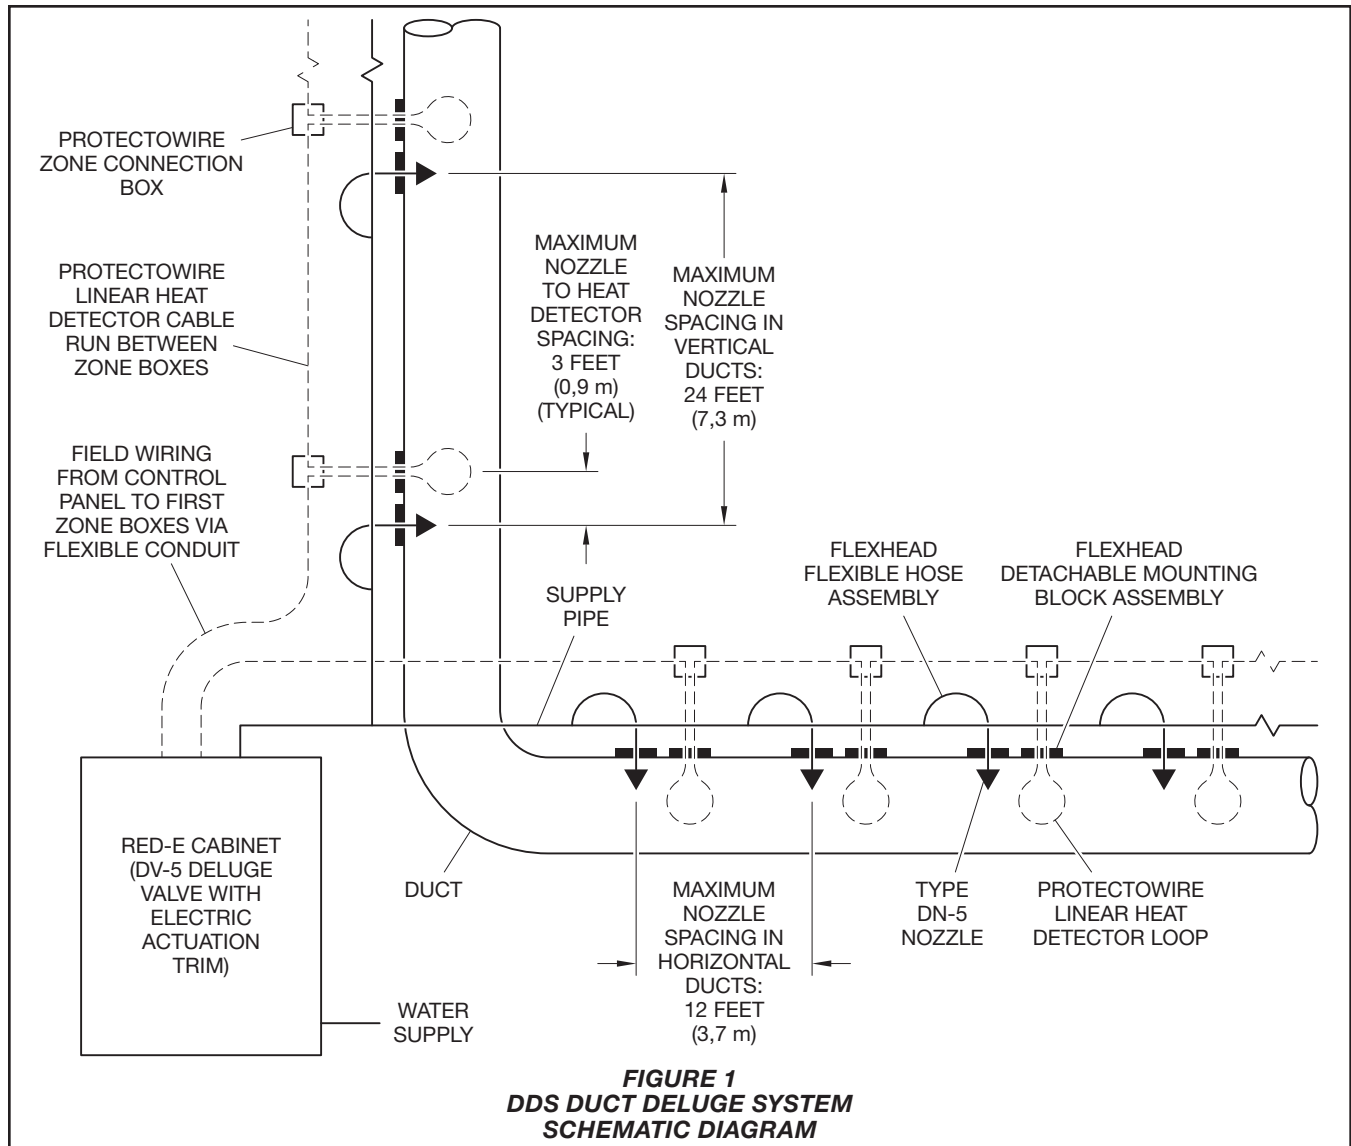 PROTECTOWIRE
ZONE CONNECTION
BOX
PROTECTOWIRE
LINEAR HEAT
DETECTOR CABLE
RUN BETWEEN
ZONE BOXES
FIELD WIRING
FROM CONTROL
PANEL TO FIRST
ZONE BOXES VIA
FLEXIBLE CONDUIT
MAXIMUM
NOZZLE
TO HEAT
DETECTOR
SPACING:
3 FEET
(0,9 m)
(TYPICAL)
MAXIMUM
NOZZLE
SPACING IN
VERTICAL
DUCTS:
24 FEET
(7,3 m)
SUPPLY
PIPE
FLEXHEAD
FLEXIBLE HOSE
ASSEMBLY
FLEXHEAD
DETACHABLE MOUNTING
BLOCK ASSEMBLY
RED-E CABINET
(DV-5 DELUGE
VALVE WITH
ELECTRIC
ACTUATION
TRIM)
DUCT
WATER
SUPPLY
MAXIMUM
NOZZLE
SPACING IN
HORIZONTAL
DUCTS:
12 FEET
(3,7 m)
TYPE
DN-5
NOZZLE
PROTECTOWIRE
LINEAR HEAT
DETECTOR LOOP
FIGURE 1
DDS DUCT DELUGE SYSTEM
SCHEMATIC DIAGRAM